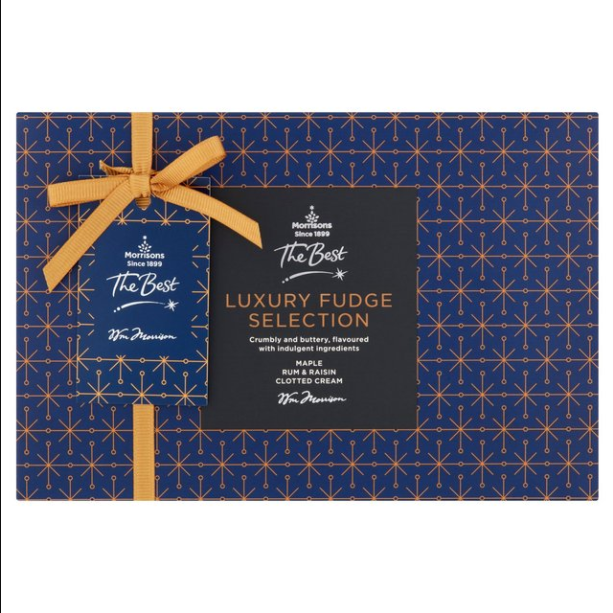 Morrisons
Since 1899
The Best
Wm Morrison
Morrisons
Since 1899
The Best
LUXURY FUDGE
SELECTION
Crumbly and buttery, flavoured
with indulgent ingredients
MAPLE
RUM & RAISIN
CLOTTED CREAM
Wm Morrison